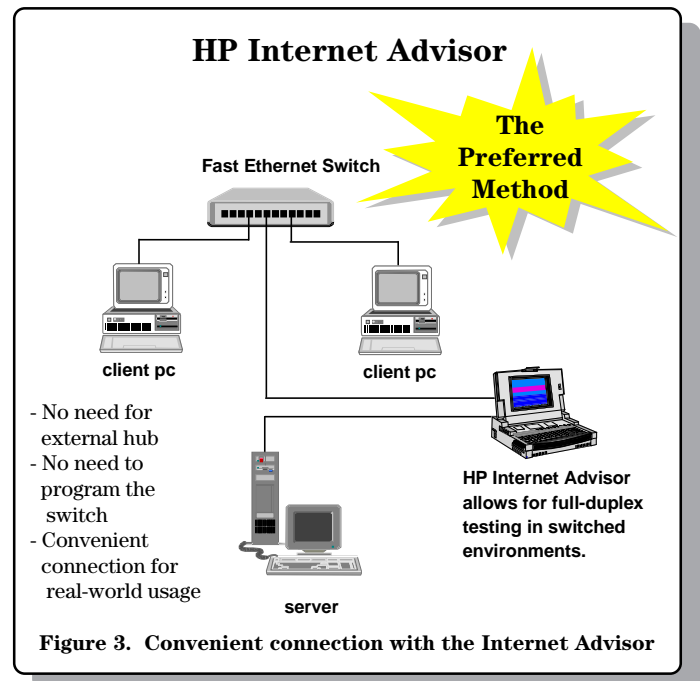 HP Internet Advisor
The
Preferred
Method
Fast Ethernet Switch
client pc
client pc
- No need for
external hub
- No need to
program the
switch
- Convenient
connection for
real-world usage
HP Internet Advisor
allows for full-duplex
testing in switched
environments.
server
Figure 3. Convenient connection with the Internet Advisor